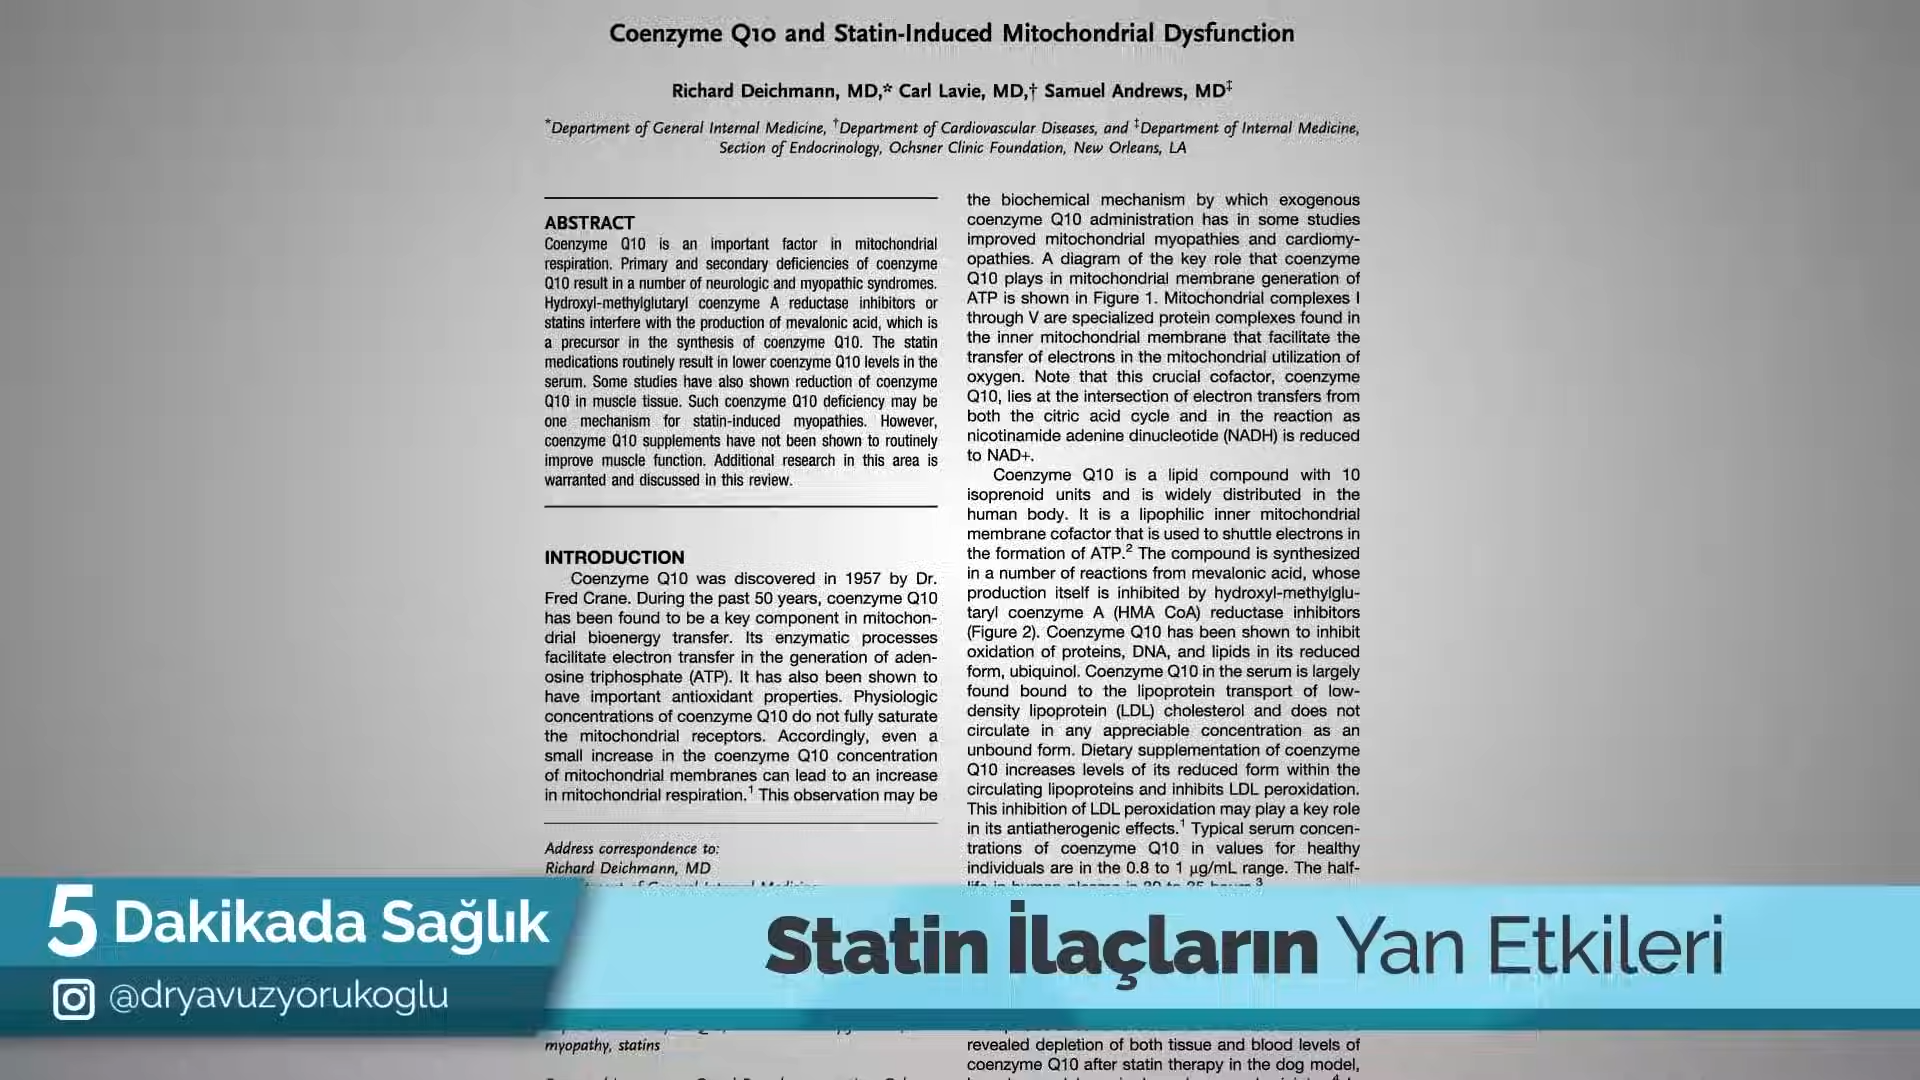 Coenzyme Q10 and Statin-Induced Mitochondrial Dysfunction
Richard Deichmann, MD,* Carl Lavie, MD,† Samuel Andrews, MD‡
*Department of General Internal Medicine, †Department of Cardiovascular Diseases, and ‡Department of Internal Medicine,
Section of Endocrinology, Ochsner Clinic Foundation, New Orleans, LA
ABSTRACT
Coenzyme Q10 is an important factor in mitochondrial
respiration. Primary and secondary deficiencies of coenzyme
Q10 result in a number of neurologic and myopathic syndromes.
Hydroxyl-methylglutaryl coenzyme A reductase inhibitors or
statins interfere with the production of mevalonic acid, which is
a precursor in the synthesis of coenzyme Q10. The statin
medications routinely result in lower coenzyme Q10 levels in the
serum. Some studies have also shown reduction of coenzyme
Q10 in muscle tissue. Such coenzyme Q10 deficiency may be
one mechanism for statin-induced myopathies. However,
coenzyme Q10 supplements have not been shown to routinely
improve muscle function. Additional research in this area is
warranted and discussed in this review.
INTRODUCTION
Coenzyme Q10 was discovered in 1957 by Dr.
Fred Crane. During the past 50 years, coenzyme Q10
has been found to be a key component in mitochon-
drial bioenergy transfer. Its enzymatic processes
facilitate electron transfer in the generation of aden-
osine triphosphate (ATP). It has also been shown to
have important antioxidant properties. Physiologic
concentrations of coenzyme Q10 do not fully saturate
the mitochondrial receptors. Accordingly, even a
small increase in the coenzyme Q10 concentration
of mitochondrial membranes can lead to an increase
in mitochondrial respiration.1 This observation may be
Address correspondence to:
Richard Deichmann, MD
myopathy, statins
the biochemical mechanism by which exogenous
coenzyme Q10 administration has in some studies
improved mitochondrial myopathies and cardiomy-
opathies. A diagram of the key role that coenzyme
Q10 plays in mitochondrial membrane generation of
ATP is shown in Figure 1. Mitochondrial complexes I
through V are specialized protein complexes found in
the inner mitochondrial membrane that facilitate the
transfer of electrons in the mitochondrial utilization of
oxygen. Note that this crucial cofactor, coenzyme
Q10, lies at the intersection of electron transfers from
both the citric acid cycle and in the reaction as
nicotinamide adenine dinucleotide (NADH) is reduced
to NAD+.
Coenzyme Q10 is a lipid compound with 10
isoprenoid units and is widely distributed in the
human body. It is a lipophilic inner mitochondrial
membrane cofactor that is used to shuttle electrons in
the formation of ATP.2 The compound is synthesized
in a number of reactions from mevalonic acid, whose
production itself is inhibited by hydroxyl-methylglu-
taryl coenzyme A (HMA CoA) reductase inhibitors
(Figure 2). Coenzyme Q10 has been shown to inhibit
oxidation of proteins, DNA, and lipids in its reduced
form, ubiquinol. Coenzyme Q10 in the serum is largely
found bound to the lipoprotein transport of low-
density lipoprotein (LDL) cholesterol and does not
circulate in any appreciable concentration as an
unbound form. Dietary supplementation of coenzyme
Q10 increases levels of its reduced form within the
circulating lipoproteins and inhibits LDL peroxidation.
This inhibition of LDL peroxidation may play a key role
in its antiatherogenic effects.1 Typical serum concen-
trations of coenzyme Q10 in values for healthy
individuals are in the 0.8 to 1 µg/mL range. The half-
revealed depletion of both tissue and blood levels of
coenzyme Q10 after statin therapy in the dog model,
5 Dakikada Sağlık
@dryavuzyorukoglu
Statin İlaçların Yan Etkileri